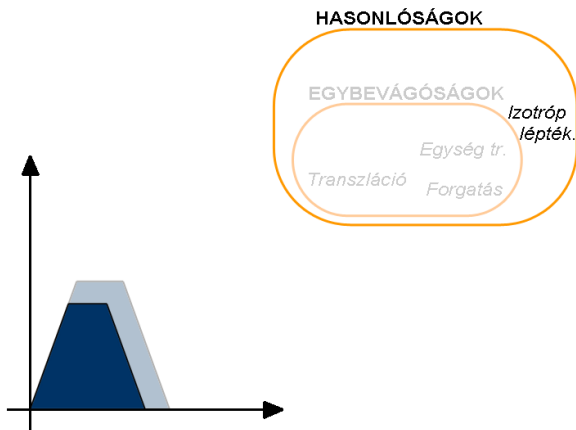 HASONLÓSÁGOK
EGYBEVÁGÓSÁGOK
Izotróp
lépték.
Egység tr.
Transzláció
Forgatás